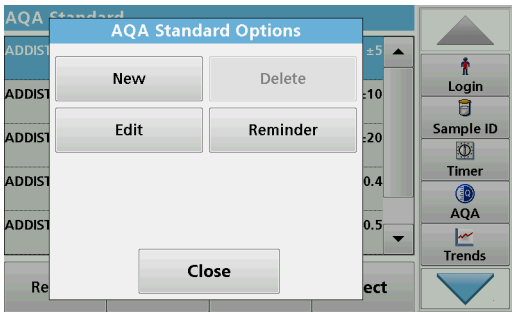 AQA Standard
AQA Standard Options
ADDIST ±5
New
Delete
Login
ADDIST ±10
Edit
Reminder
Sample ID
ADDIST ±20
Timer
ADDIST 0.4
AQA
ADDIST 0.5
Trends
Close
Re ect